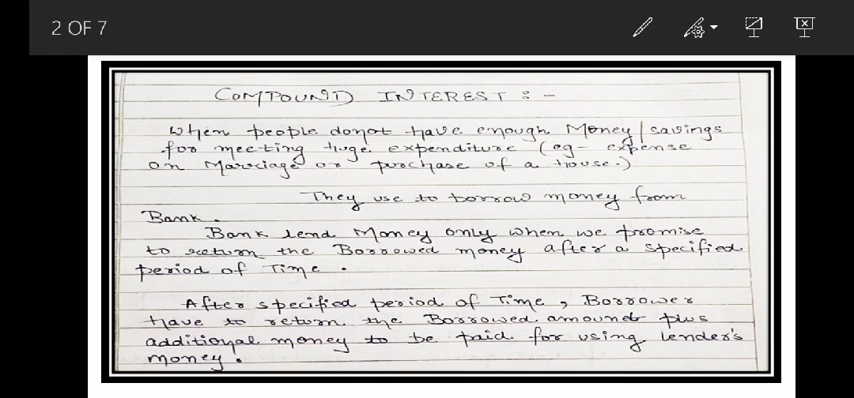 2 OF 7
COMPOUND INTEREST : -
When people donot have enough Money/savings
for meeting huge expenditure (eg- expense
on Marriage or purchase of a house.)
They use to borrow money from
Bank.
Bank lend Money only when we promise
to return the Borrowed money after a specified
period of Time.
After specified period of Time, Borrower
have to return the Borrowed amount plus
additional money to be paid for using lender's
money.